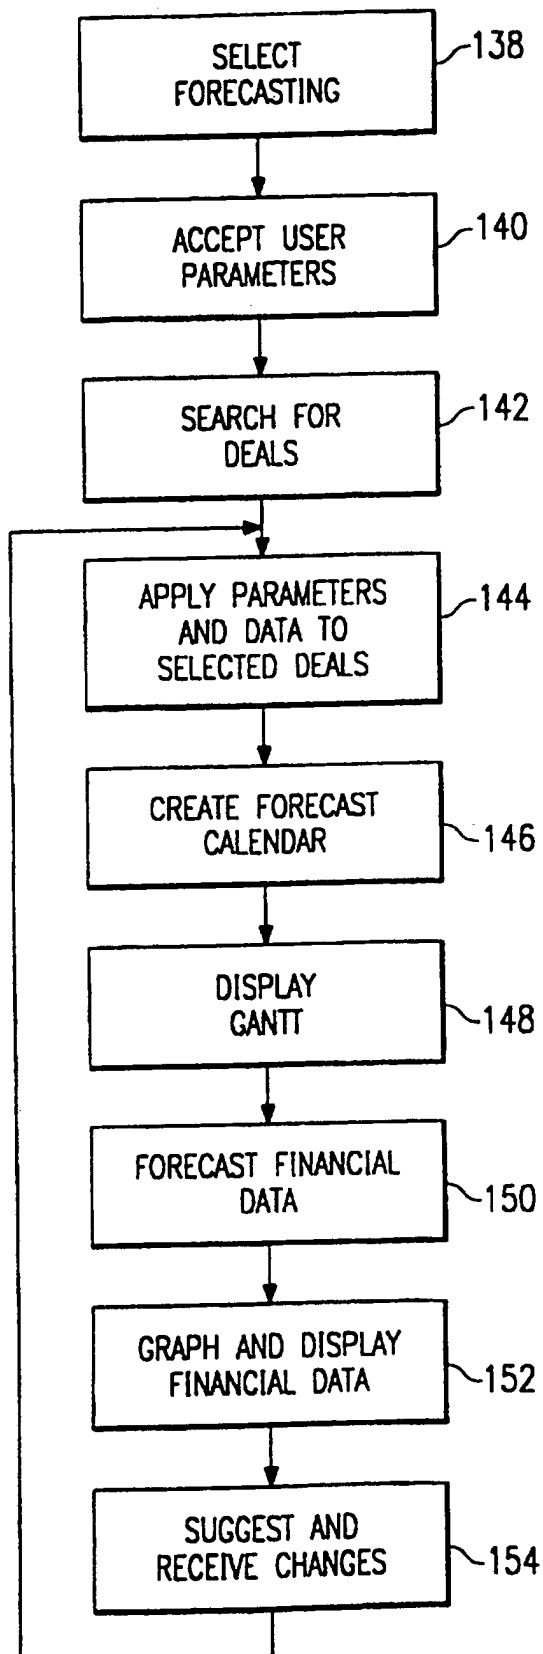 SELECT
FORECASTING
138
ACCEPT USER
PARAMETERS
140
SEARCH FOR
DEALS
142
APPLY PARAMETERS
AND DATA TO
SELECTED DEALS
144
CREATE FORECAST
CALENDAR
146
DISPLAY
GANTT
148
FORECAST FINANCIAL
DATA
150
GRAPH AND DISPLAY
FINANCIAL DATA
152
SUGGEST AND
RECEIVE CHANGES
154